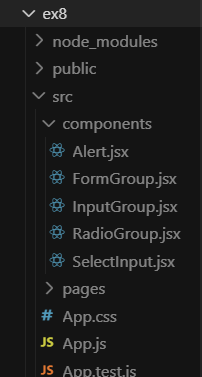 ex8
node_modules
public
src
components
Alert.jsx
FormGroup.jsx
InputGroup.jsx
RadioGroup.jsx
SelectInput.jsx
pages
# App.css
JS App.js
JS App.test.js